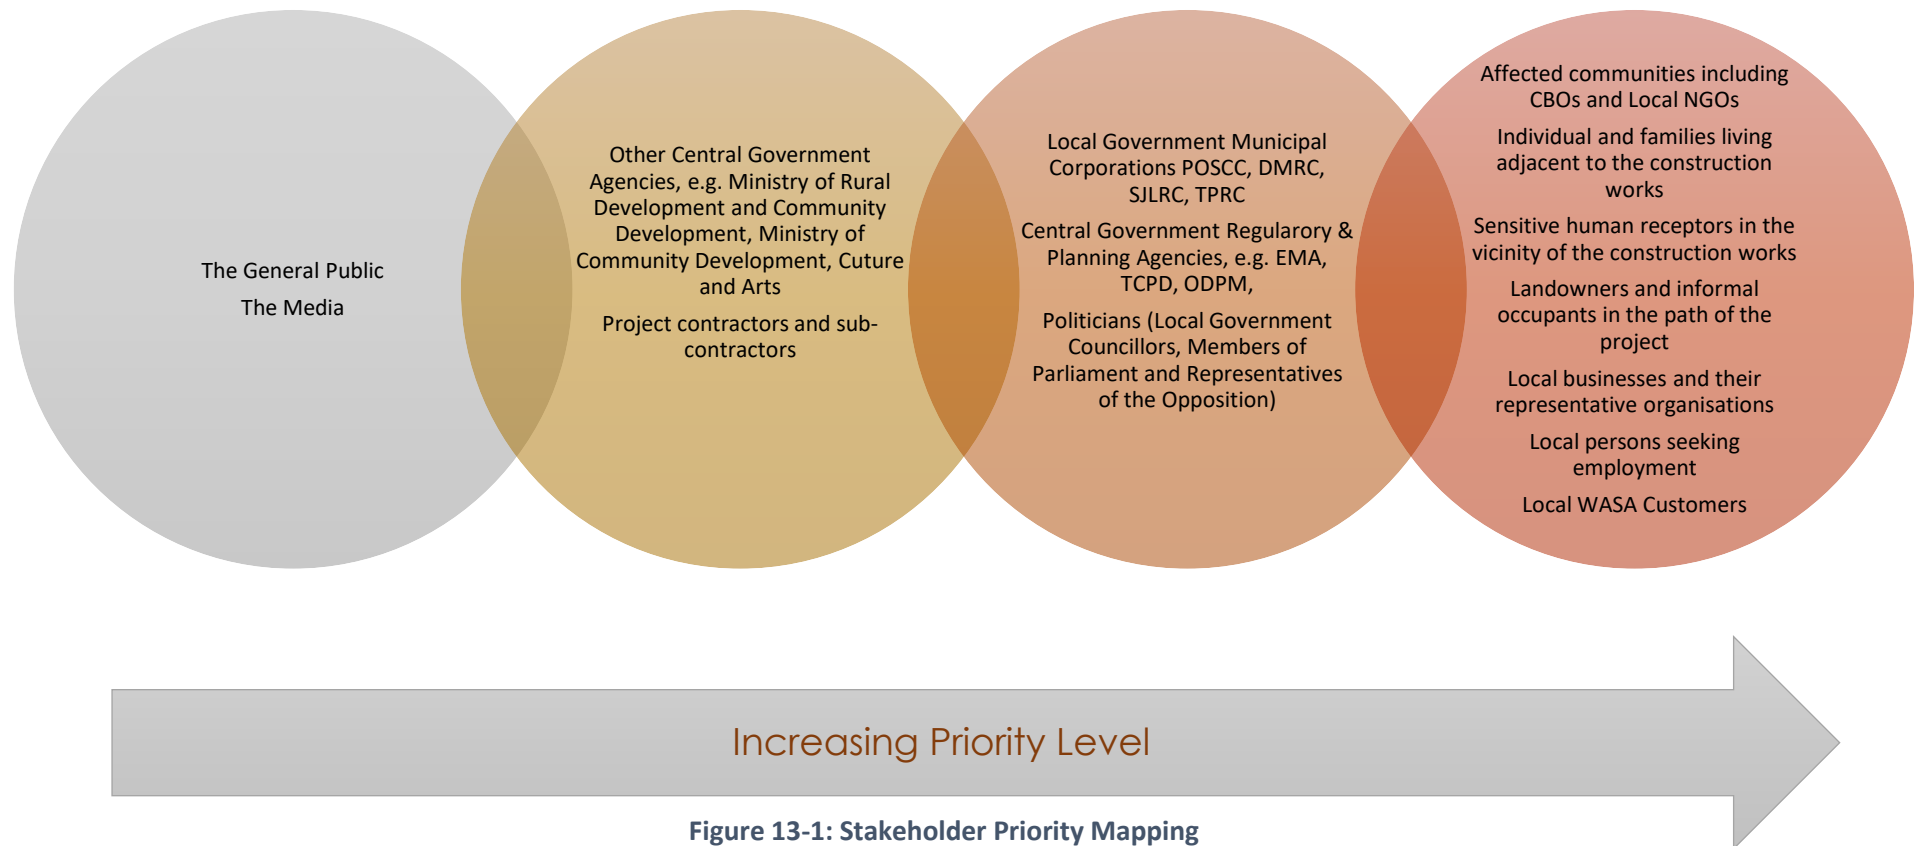 The General Public
The Media
Other Central Government
Agencies, e.g. Ministry of Rural
Development and Community
Development, Ministry of
Community Development, Cuture
and Arts
Project contractors and sub-
contractors
Local Government Municipal
Corporations POSCC, DMRC,
SJLRC, TPRC
Central Government Regularory &
Planning Agencies, e.g. EMA,
TCPD, ODPM,
Politicians (Local Government
Councillors, Members of
Parliament and Representatives
of the Opposition)
Affected communities including
CBOs and Local NGOs
Individual and families living
adjacent to the construction
works
Sensitive human receptors in the
vicinity of the construction works
Landowners and informal
occupants in the path of the
project
Local businesses and their
representative organisations
Local persons seeking
employment
Local WASA Customers
Increasing Priority Level
Figure 13-1: Stakeholder Priority Mapping